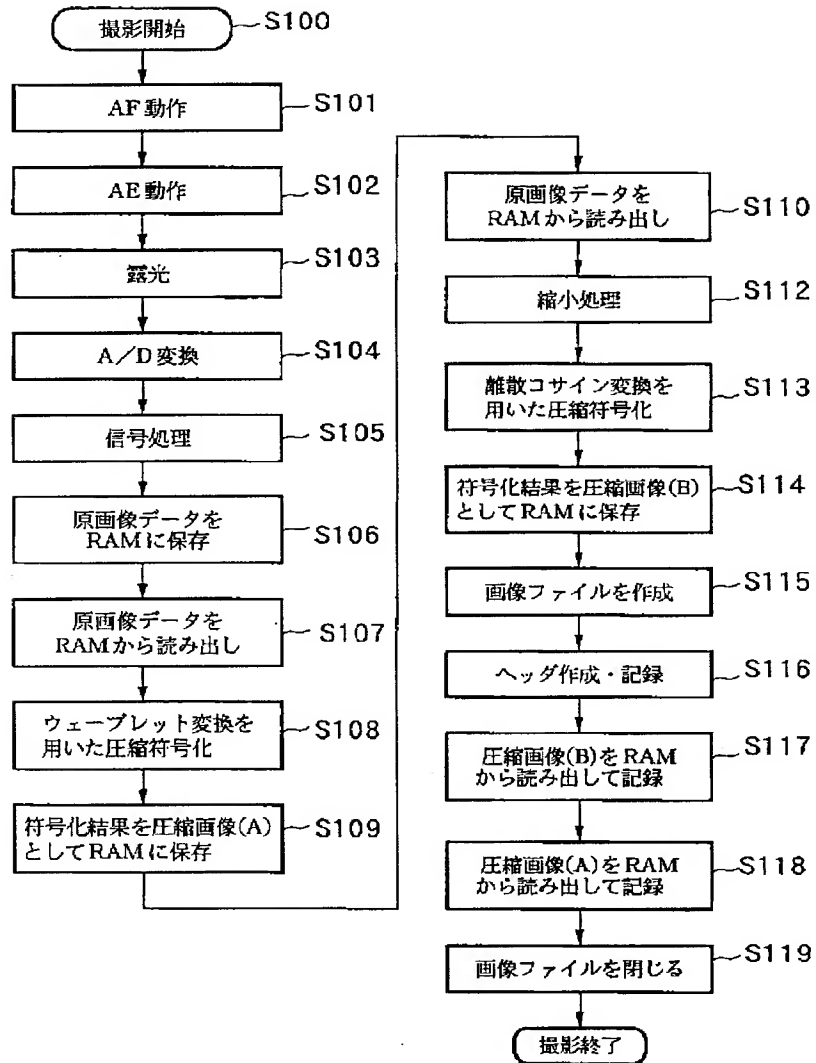 撮影開始
S100
AF動作
S101
AE動作
S102
露光
S103
A/D変換
S104
信号処理
S105
原画像データを
RAMに保存
S106
原画像データを
RAMから読み出し
S107
ウェーブレット変換を
用いた圧縮符号化
S108
符号化結果を圧縮画像(A)
としてRAMに保存
S109
原画像データを
RAMから読み出し
S110
縮小処理
S112
離散コサイン変換を
用いた圧縮符号化
S113
符号化結果を圧縮画像(B)
としてRAMに保存
S114
画像ファイルを作成
S115
ヘッダ作成・記録
S116
圧縮画像(B)をRAM
から読み出して記録
S117
圧縮画像(A)をRAM
から読み出して記録
S118
画像ファイルを閉じる
S119
撮影終了